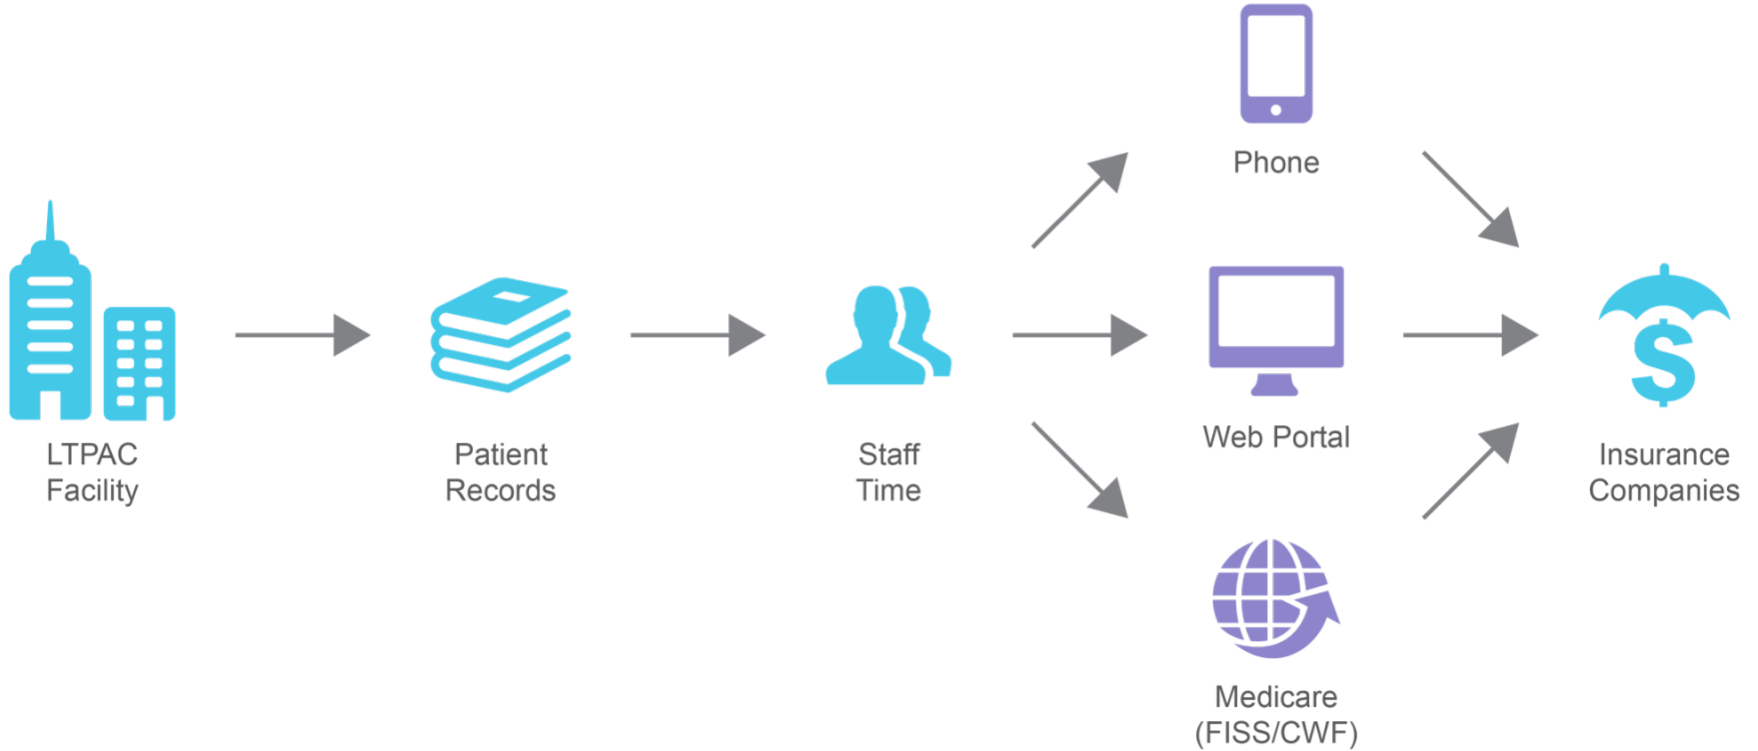 LTPAC
Facility
Patient
Records
Staff
Time
Phone
Web Portal
Medicare
(FISS/CWF)
Insurance
Companies